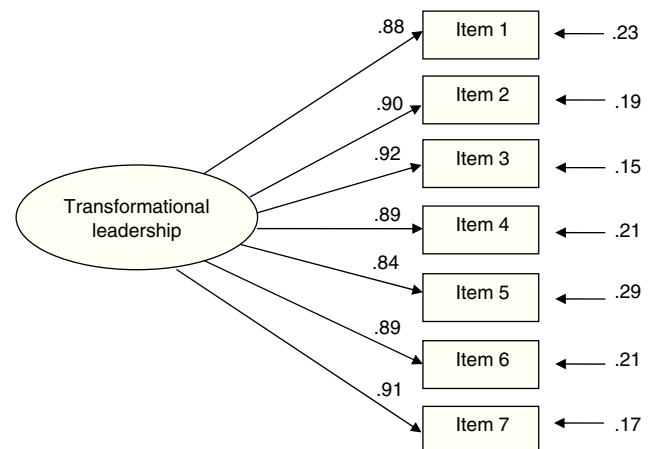 .88
Item 1
.23
.90
Item 2
.19
.92
Item 3
.15
Transformational
leadership
.89
Item 4
.21
.84
Item 5
.29
.89
Item 6
.21
.91
Item 7
.17